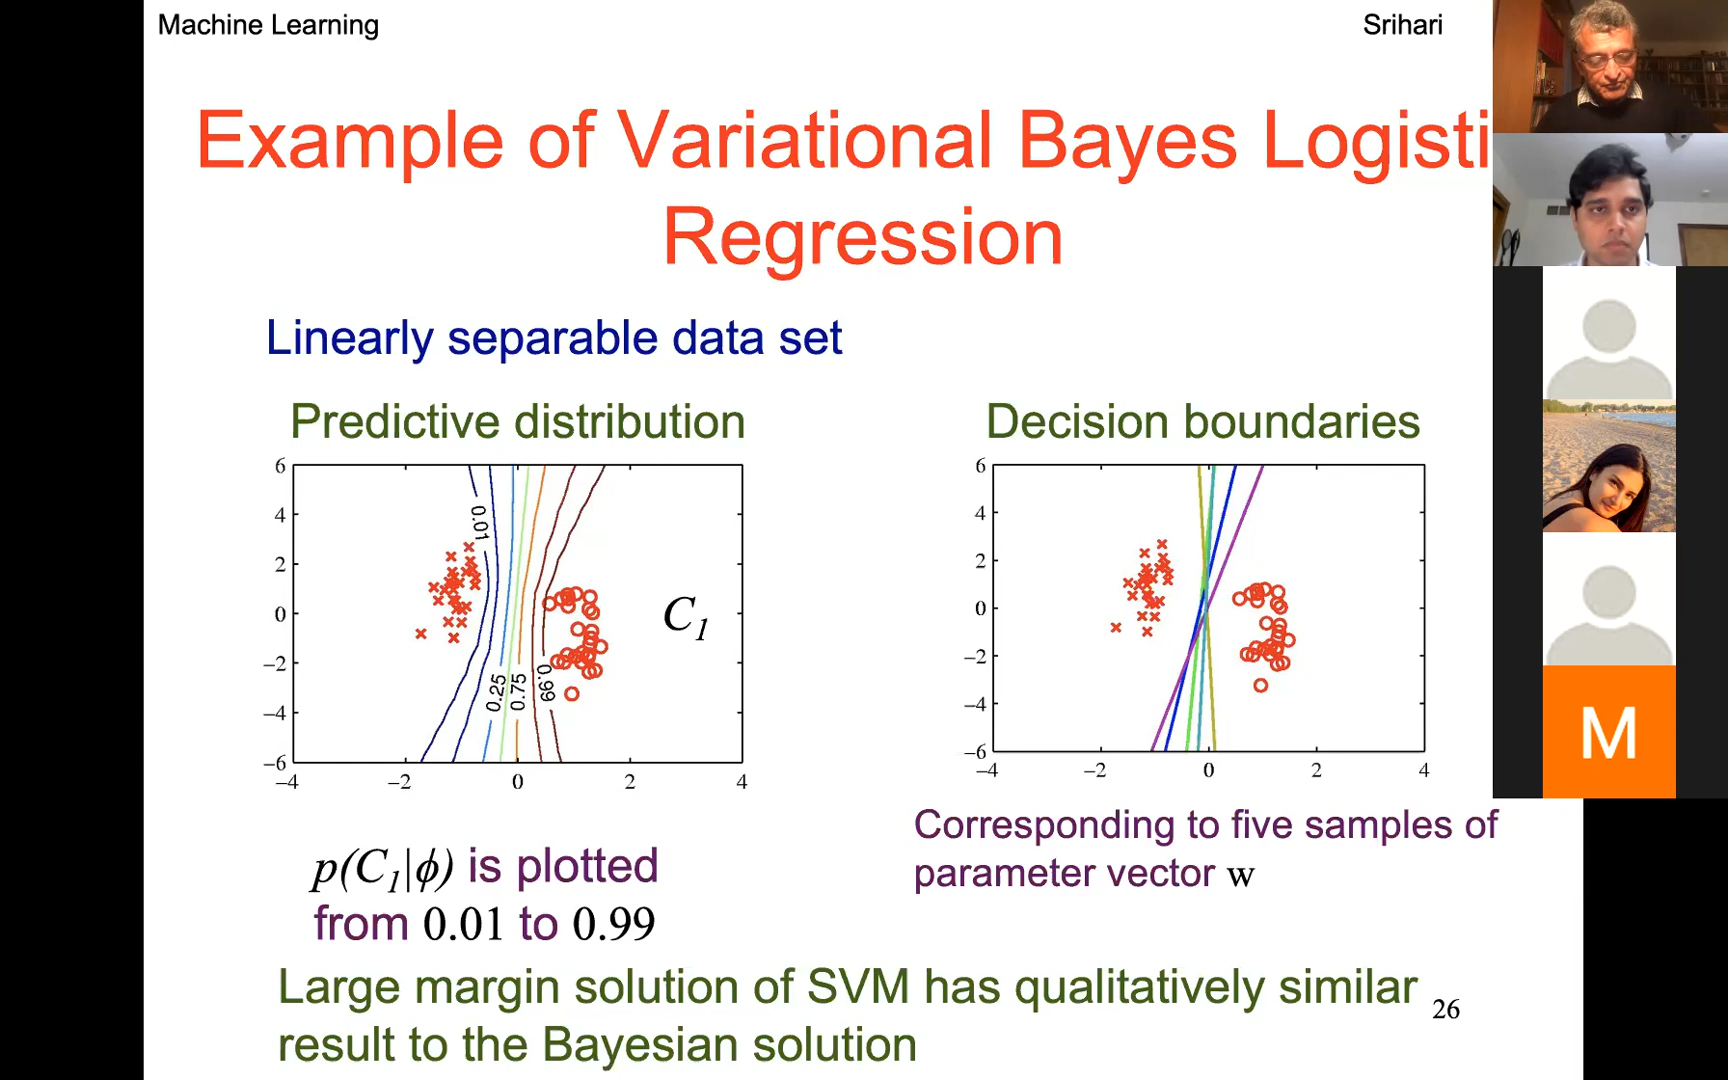 Machine Learning
Srihari
Example of Variational Bayes Logisti
Regression
Linearly separable data set
Predictive distribution
Decision boundaries
6
4
2
0
−2
−4
−6
−4
−2
0
2
4
0.01
0.25
0.75
0.99
C1
6
4
2
0
−2
−4
−6
−4
−2
0
2
4
p(C1|ϕ) is plotted
from 0.01 to 0.99
Corresponding to five samples of
parameter vector w
Large margin solution of SVM has qualitatively similar
result to the Bayesian solution
26
M